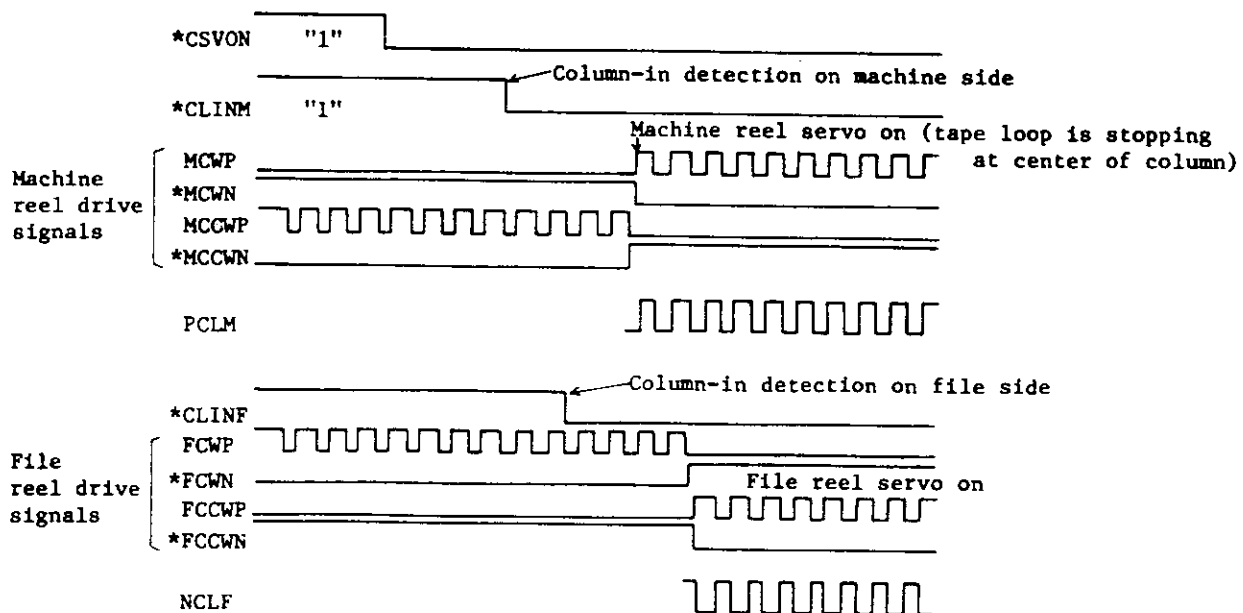 *CSVON "1"
Column-in detection on machine side
*CLINM "1"
Machine reel servo on (tape loop is stopping
at center of column)
Machine
reel drive
signals
MCWP
*MCWN
MCCWP
*MCCWN
PCLM
Column-in detection on file side
*CLINF
File
reel drive
signals
FCWP
*FCWN
File reel servo on
FCCWP
*FCCWN
NCLF